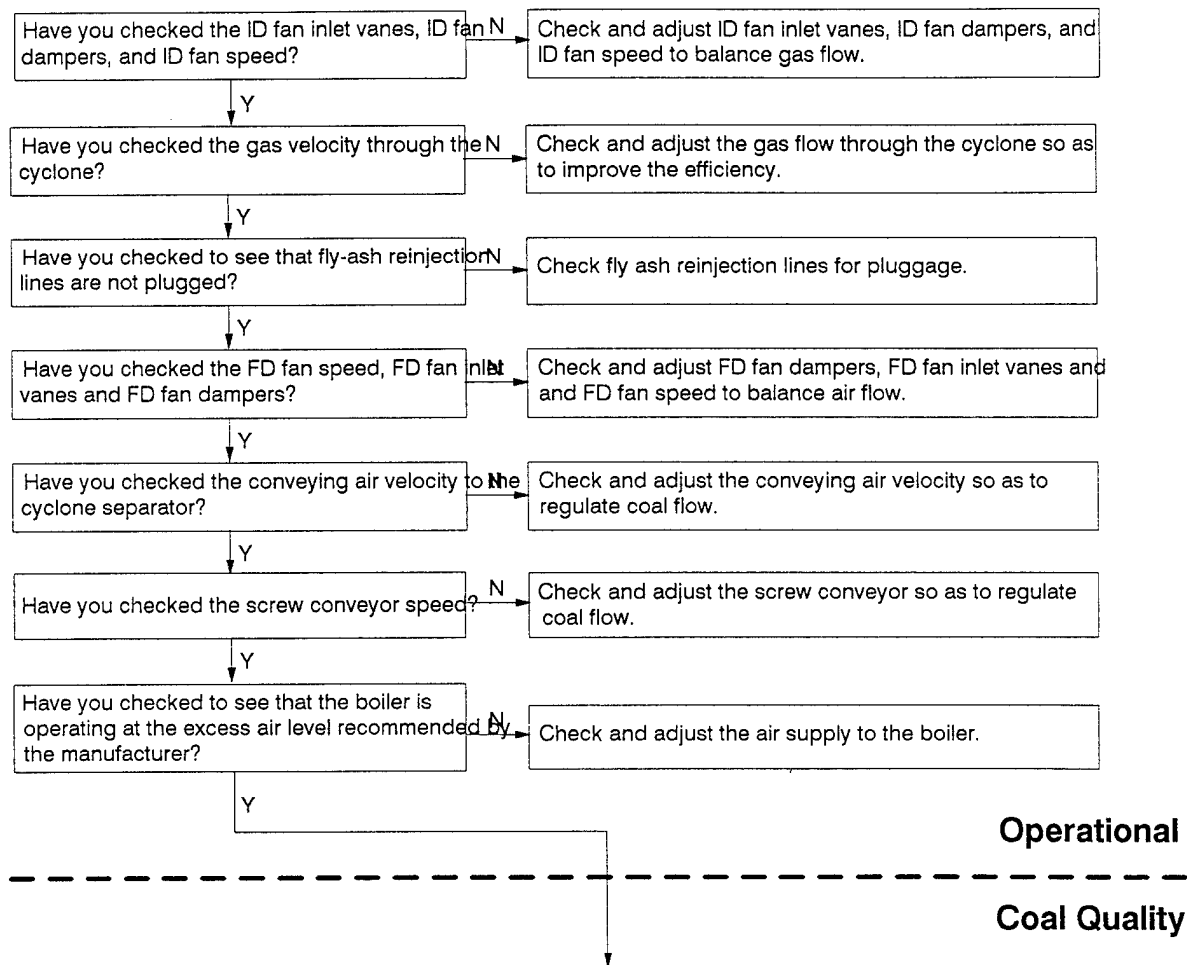 Have you checked the ID fan inlet vanes, ID fan
dampers, and ID fan speed?
N
Check and adjust ID fan inlet vanes, ID fan dampers, and
ID fan speed to balance gas flow.
Y
Have you checked the gas velocity through the
cyclone?
N
Check and adjust the gas flow through the cyclone so as
to improve the efficiency.
Y
Have you checked to see that fly-ash reinjection
lines are not plugged?
N
Check fly ash reinjection lines for pluggage.
Y
Have you checked the FD fan speed, FD fan inlet
vanes and FD fan dampers?
N
Check and adjust FD fan dampers, FD fan inlet vanes and
and FD fan speed to balance air flow.
Y
Have you checked the conveying air velocity to the
cyclone separator?
N
Check and adjust the conveying air velocity so as to
regulate coal flow.
Y
Have you checked the screw conveyor speed?
N
Check and adjust the screw conveyor so as to regulate
coal flow.
Y
Have you checked to see that the boiler is
operating at the excess air level recommended by
the manufacturer?
N
Check and adjust the air supply to the boiler.
Y
Operational
Coal Quality